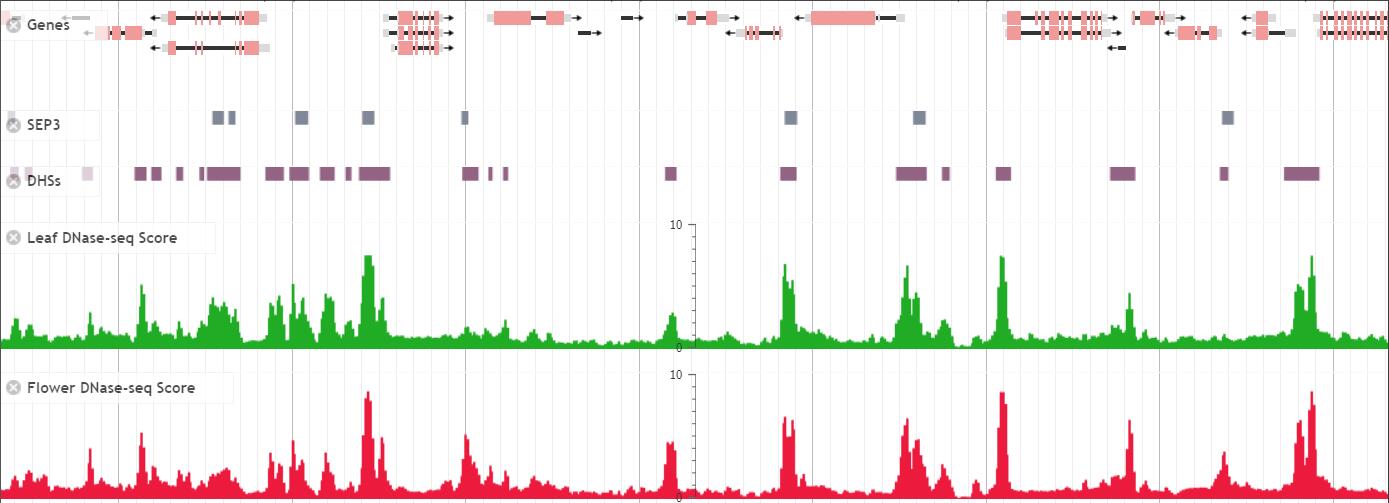 Genes
SEP3
DHSs
10
Leaf DNase-seq Score
0
10
Flower DNase-seq Score
0